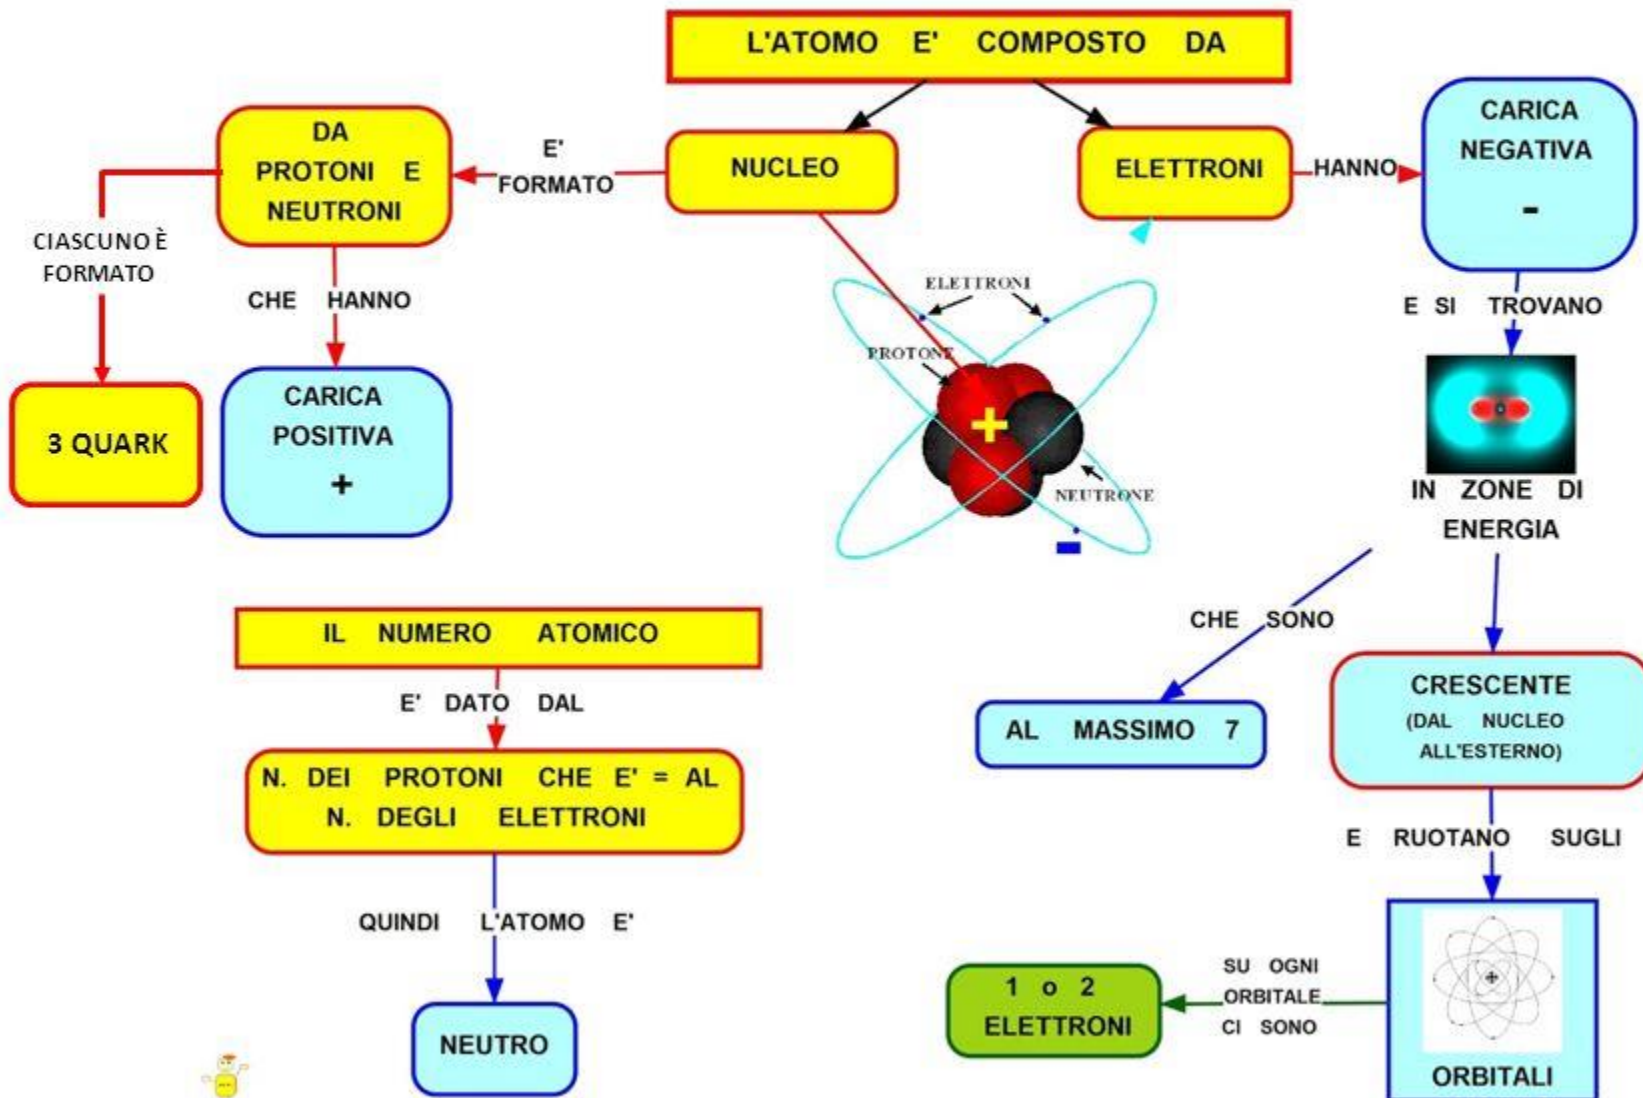 L'ATOMO E' COMPOSTO DA
DA
PROTONI E
NEUTRONI
E'
FORMATO
NUCLEO
ELETTRONI
HANNO
CARICA
NEGATIVA
-
CIASCUNO È
FORMATO
CHE HANNO
3 QUARK
CARICA
POSITIVA
+
ELETTRONI
PROTONE
+
NEUTRONE
-
E SI TROVANO
IN ZONE DI
ENERGIA
CHE SONO
AL MASSIMO 7
CRESCENTE
(DAL NUCLEO
ALL'ESTERNO)
E RUOTANO SUGLI
ORBITALI
SU OGNI
ORBITALE
CI SONO
1 o 2
ELETTRONI
IL NUMERO ATOMICO
E' DATO DAL
N. DEI PROTONI CHE E' = AL
N. DEGLI ELETTRONI
QUINDI L'ATOMO E'
NEUTRO